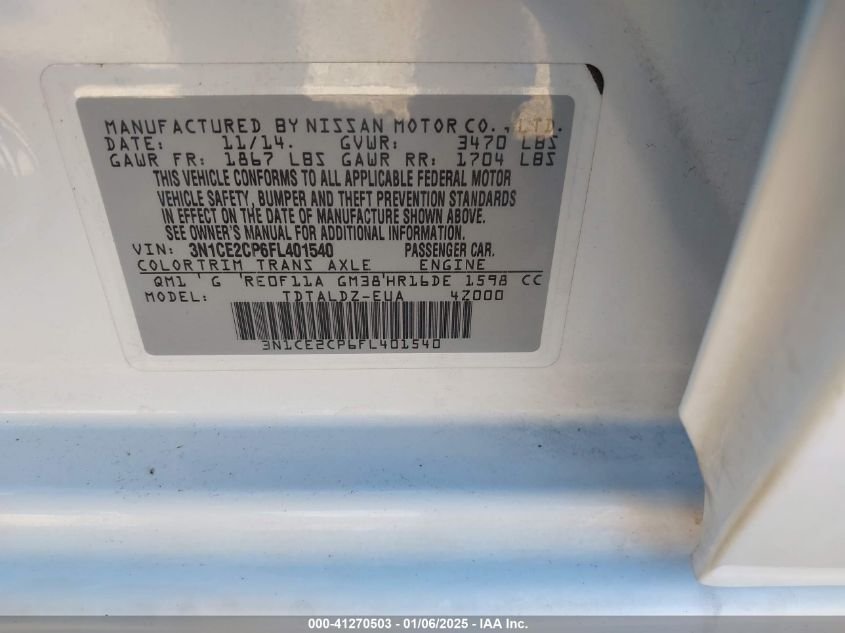 MANUFACTURED BY NISSAN MOTOR CO., LTD.
DATE: 11/14. GVWR: 3470 LBS
GAWR FR: 1867 LBS GAWR RR: 1704 LBS
THIS VEHICLE CONFORMS TO ALL APPLICABLE FEDERAL MOTOR
VEHICLE SAFETY, BUMPER AND THEFT PREVENTION STANDARDS
IN EFFECT ON THE DATE OF MANUFACTURE SHOWN ABOVE.
SEE OWNER'S MANUAL FOR ADDITIONAL INFORMATION.
VIN: 3N1CE2CP6FL401540 PASSENGER CAR.
COLOR TRIM TRANS AXLE ENGINE
QM1 ' G 'RE0F11A GM38'HR16DE 1598 CC
MODEL: TDTALDZ-EUA 4Z000
3N1CE2CP6FL401540
000-41270503 - 01/06/2025 - IAA Inc.